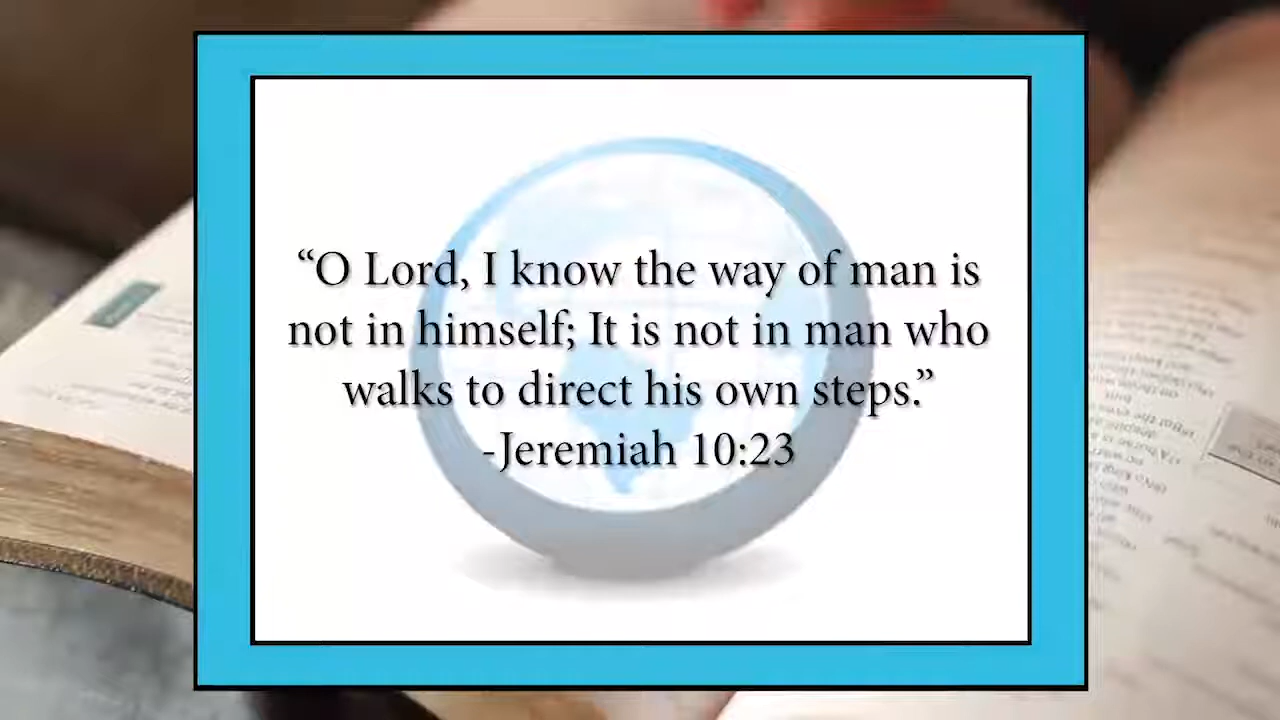 “O Lord, I know the way of man is
not in himself; It is not in man who
walks to direct his own steps.”
-Jeremiah 10:23